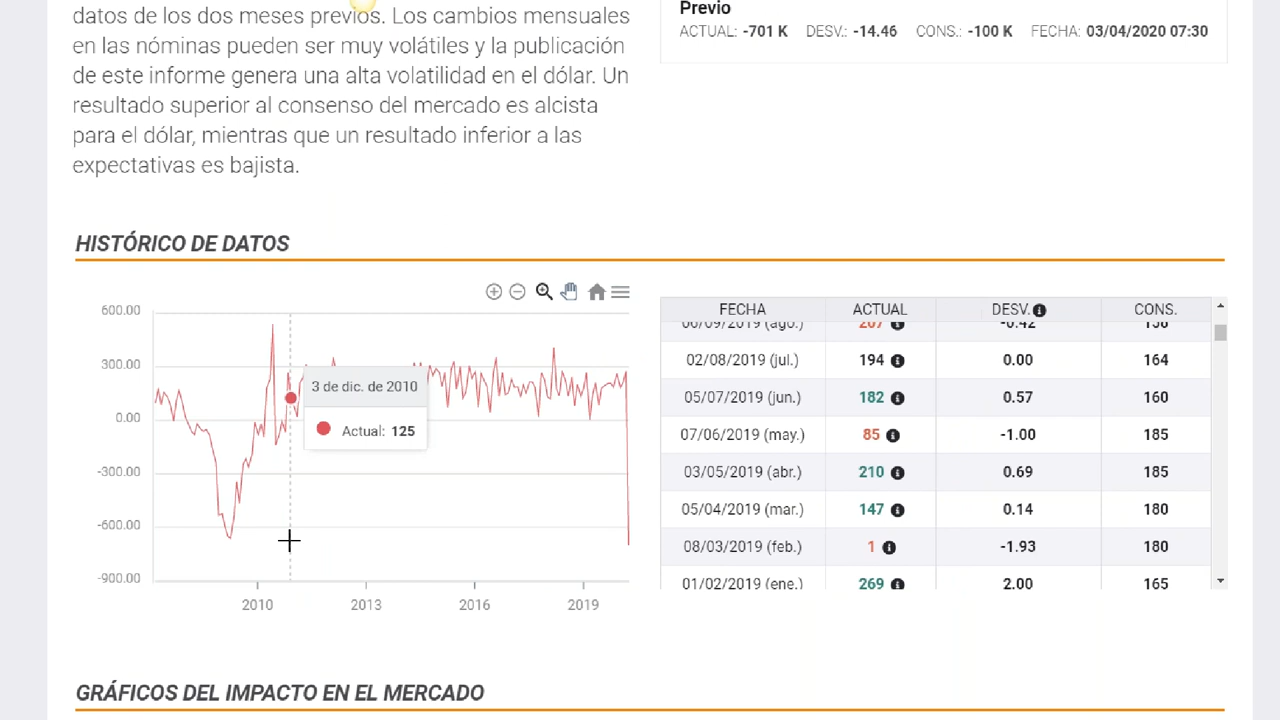 datos de los dos meses previos. Los cambios mensuales
en las nóminas pueden ser muy volátiles y la publicación
de este informe genera una alta volatilidad en el dólar. Un
resultado superior al consenso del mercado es alcista
para el dólar, mientras que un resultado inferior a las
expectativas es bajista.
Previo
ACTUAL: -701 K DESV.: -14.46 CONS.: -100 K FECHA: 03/04/2020 07:30
HISTÓRICO DE DATOS
600.00
300.00
0.00
-300.00
-600.00
-900.00
2010 2013 2016 2019
3 de dic. de 2010
Actual: 125
FECHA ACTUAL DESV. CONS.
06/09/2019 (ago.) 207 -0.42 158
02/08/2019 (jul.) 194 0.00 164
05/07/2019 (jun.) 182 0.57 160
07/06/2019 (may.) 85 -1.00 185
03/05/2019 (abr.) 210 0.69 185
05/04/2019 (mar.) 147 0.14 180
08/03/2019 (feb.) 1 -1.93 180
01/02/2019 (ene.) 269 2.00 165
GRÁFICOS DEL IMPACTO EN EL MERCADO